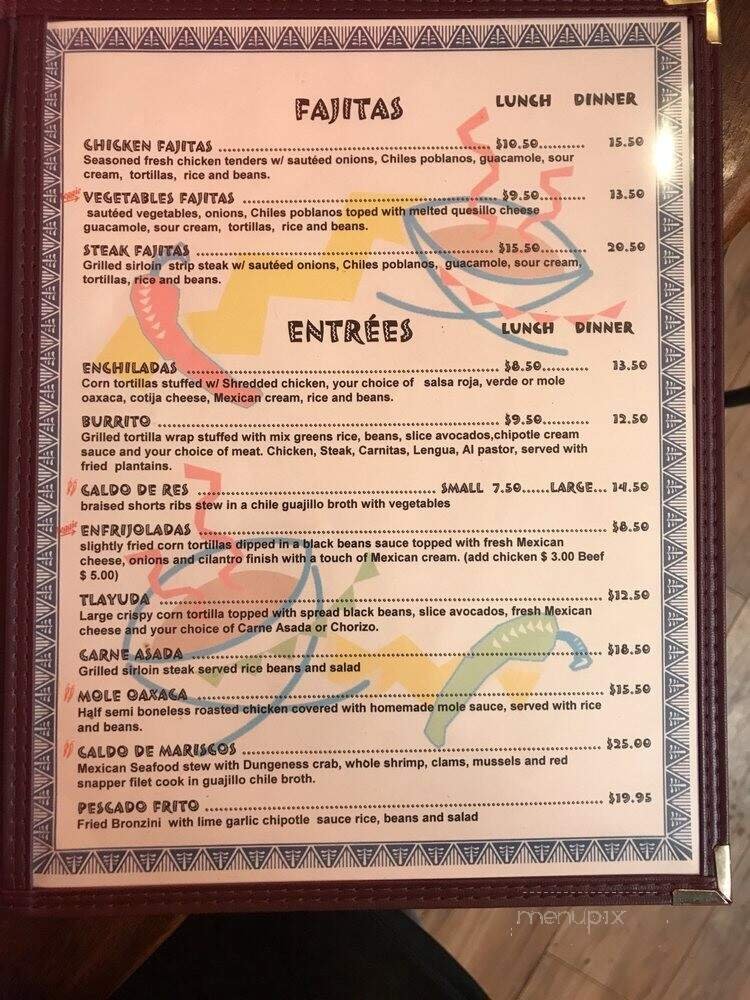 FAJITAS LUNCH DINNER
CHICKEN FAJITAS ........ $10.50.......... 15.50
Seasoned fresh chicken tenders w/ sautéed onions, Chiles poblanos, guacamole, sour
cream, tortillas, rice and beans.
VEGETABLES FAJITAS ........ $9.50.......... 13.50
sautéed vegetables, onions, Chiles poblanos toped with melted quesillo cheese
guacamole, sour cream, tortillas, rice and beans.
STEAK FAJITAS ........ $15.50.......... 20.50
Grilled sirloin strip steak w/ sautéed onions, Chiles poblanos, guacamole, sour cream,
tortillas, rice and beans.
ENTRÉES LUNCH DINNER
ENCHILADAS ........ $8.50.......... 13.50
Corn tortillas stuffed w/ Shredded chicken, your choice of salsa roja, verde or mole
oaxaca, cotija cheese, Mexican cream, rice and beans.
BURRITO ........ $9.50.......... 12.50
Grilled tortilla wrap stuffed with mix greens rice, beans, slice avocados,chipotle cream
sauce and your choice of meat. Chicken, Steak, Carnitas, Lengua, Al pastor, served with
fried plantains.
CALDO DE RES ........ SMALL 7.50......LARGE... 14.50
braised shorts ribs stew in a chile guajillo broth with vegetables
ENFRIJOLADAS ........ $8.50
slightly fried corn tortillas dipped in a black beans sauce topped with fresh Mexican
cheese, onions and cilantro finish with a touch of Mexican cream. (add chicken $ 3.00 Beef
$ 5.00)
TLAYUDA ........ $12.50
Large crispy corn tortilla topped with spread black beans, slice avocados, fresh Mexican
cheese and your choice of Carne Asada or Chorizo.
CARNE ASADA ........ $18.50
Grilled sirloin steak served rice beans and salad
MOLE OAXACA ........ $15.50
Half semi boneless roasted chicken covered with homemade mole sauce, served with rice
and beans.
CALDO DE MARISCOS ........ $25.00
Mexican Seafood stew with Dungeness crab, whole shrimp, clams, mussels and red
snapper filet cook in guajillo chile broth.
PESCADO FRITO ........ $19.95
Fried Bronzini with lime garlic chipotle sauce rice, beans and salad
menupix